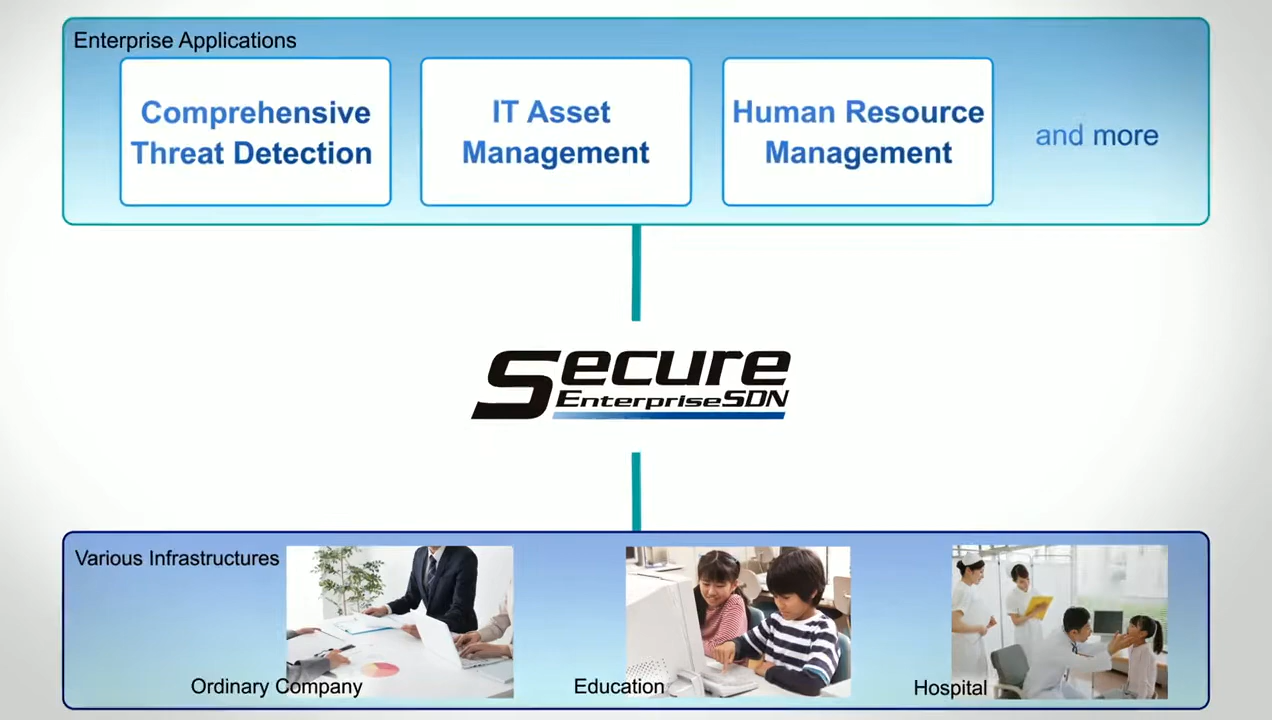 Enterprise Applications
Comprehensive
Threat Detection
IT Asset
Management
Human Resource
Management
and more
Secure
EnterpriseSDN
Various Infrastructures
Ordinary Company
Education
Hospital